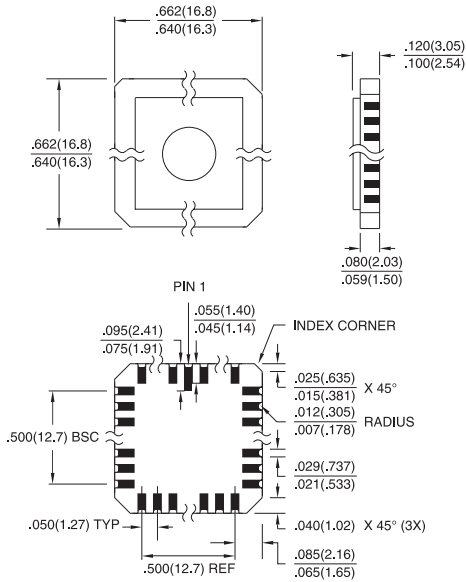 .662(16.8)
.640(16.3)
.120(3.05)
.100(2.54)
.662(16.8)
.640(16.3)
.080(2.03)
.059(1.50)
PIN 1
.055(1.40)
.045(1.14)
.095(2.41)
.075(1.91)
INDEX CORNER
.025(.635)
.015(.381)
X 45°
.012(.305)
.007(.178)
RADIUS
.500(12.7) BSC
.029(.737)
.021(.533)
.050(1.27) TYP
.040(1.02) X 45° (3X)
.500(12.7) REF
.085(2.16)
.065(1.65)